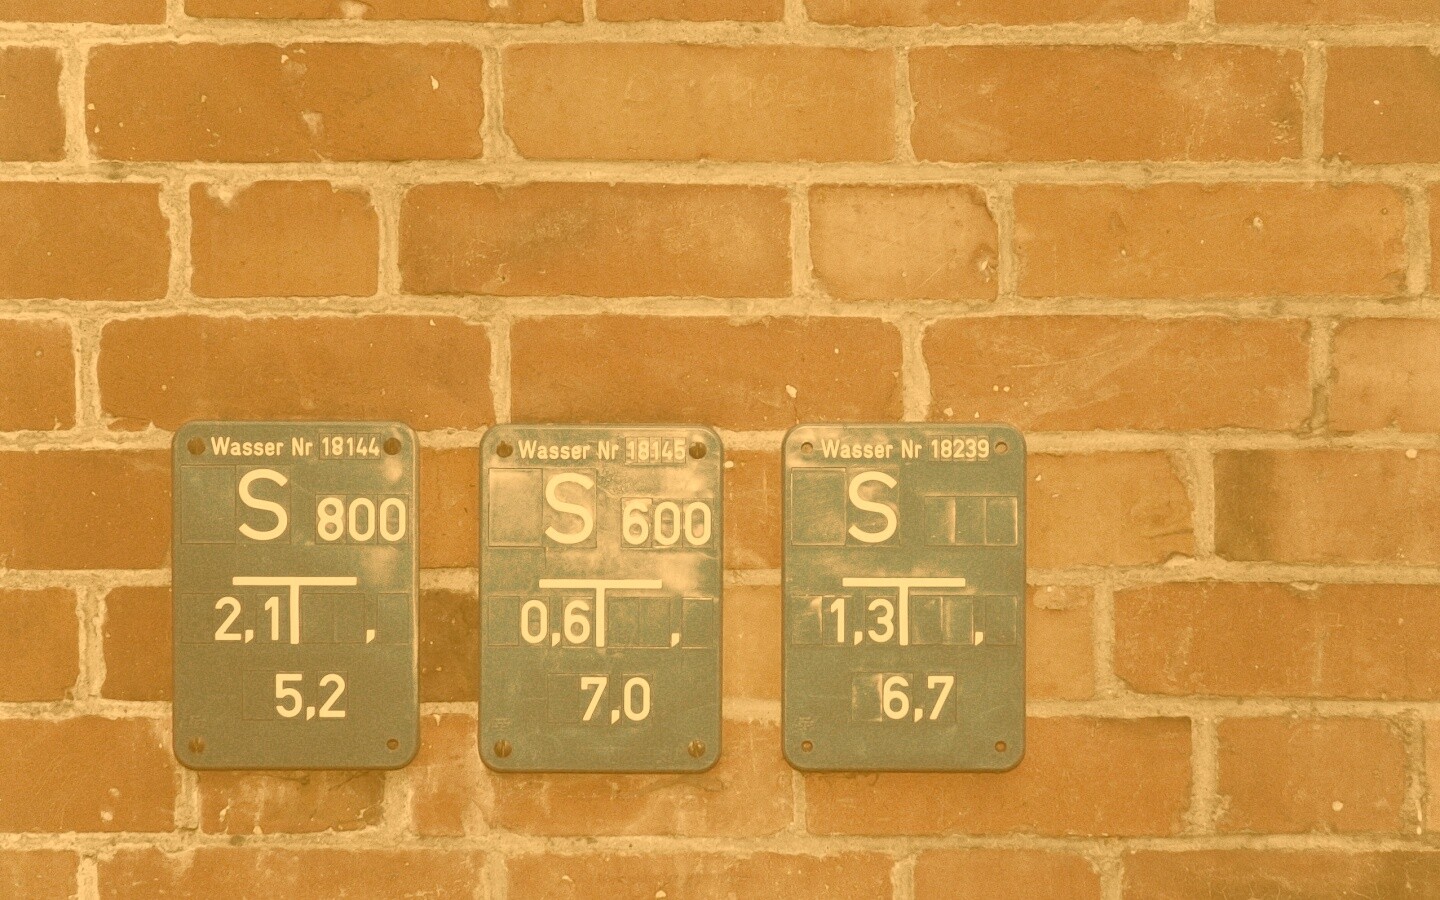 Wasser Nr 18144
S 800
2,1 T ,
5,2
Wasser Nr 18145
S 600
0,6 T ,
7,0
Wasser Nr 18239
S
1,3 T ,
6,7